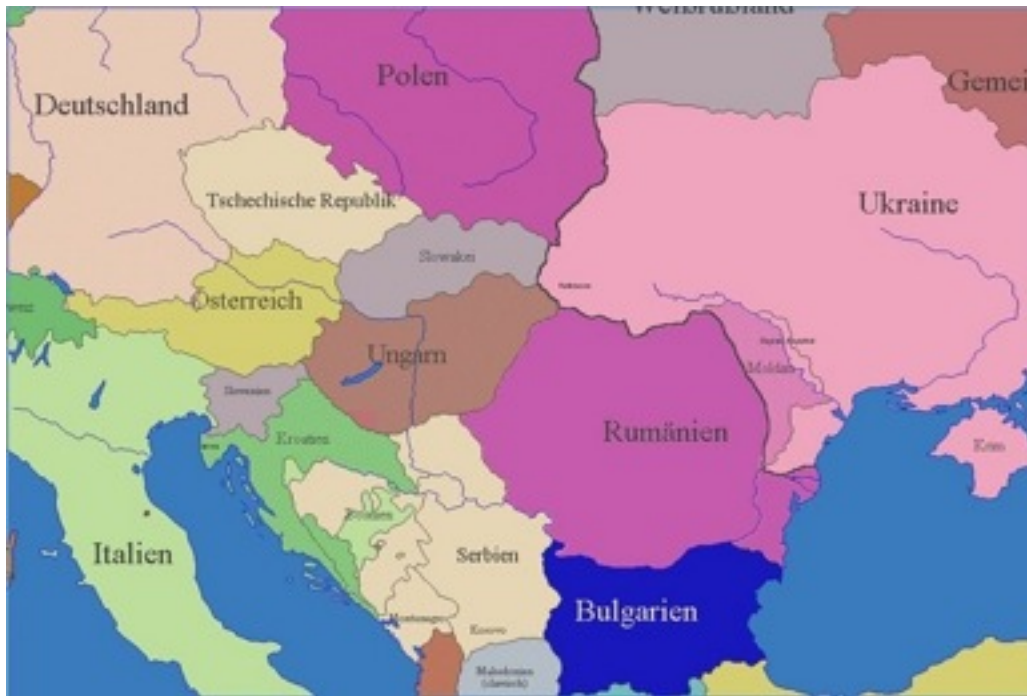 Weißrußland
Polen
Gemei
Deutschland
Tschechische Republik
Ukraine
Slowakei
Österreich
Ungarn
Moldau
Slowenien
Rumänien
Kroatien
Krim
Bosnien
Italien
Serbien
Bulgarien
Montenegro
Kosovo
Makedonien
(slawisch)